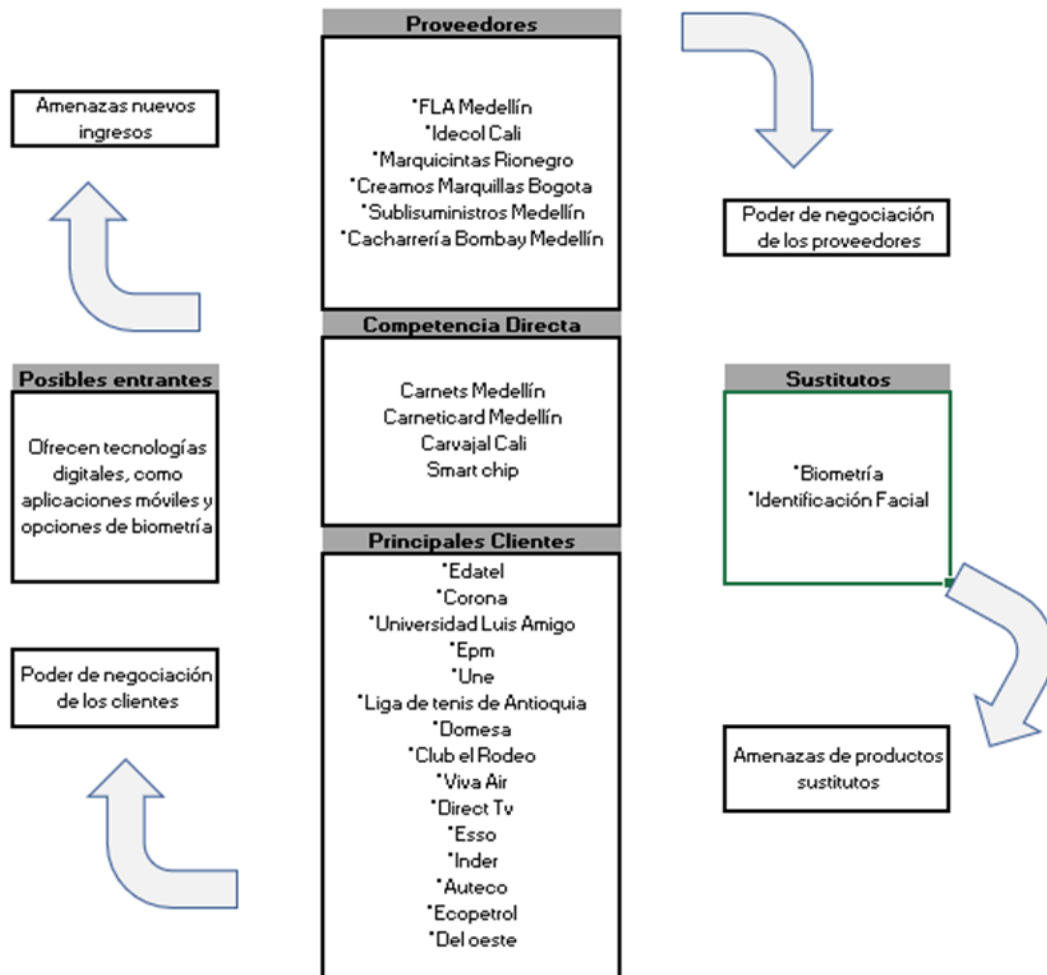 Proveedores
*FLA Medellín
*Idecol Cali
*Marquicintas Rionegro
*Creamos Marquillas Bogota
*Sublisuministros Medellín
*Cacharrería Bombay Medellín
Amenazas nuevos
ingresos
Poder de negociación
de los proveedores
Competencia Directa
Carnets Medellín
Carneticard Medellín
Carvajal Cali
Smart chip
Posibles entrantes
Ofrecen tecnologías
digitales, como
aplicaciones móviles y
opciones de biometría
Sustitutos
*Biometría
*Identificación Facial
Principales Clientes
*Edatel
*Corona
*Universidad Luis Amigo
*Epm
*Une
*Liga de tenis de Antioquia
*Domesa
*Club el Rodeo
*Viva Air
*Direct Tv
*Esso
*Inder
*Auteco
*Ecopetrol
*Del oeste
Poder de negociación
de los clientes
Amenazas de productos
sustitutos